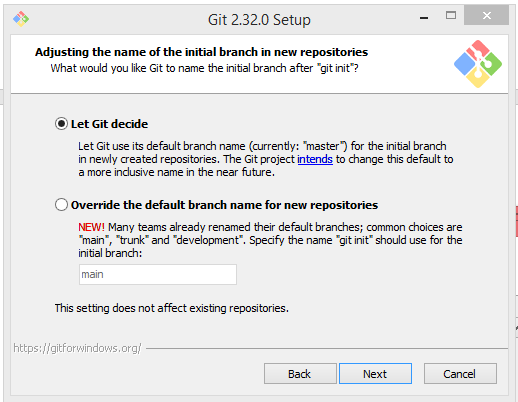 Git 2.32.0 Setup
Adjusting the name of the initial branch in new repositories
What would you like Git to name the initial branch after "git init"?
Let Git decide
Let Git use its default branch name (currently: "master") for the initial branch
in newly created repositories. The Git project intends to change this default to
a more inclusive name in the near future.
Override the default branch name for new repositories
NEW! Many teams already renamed their default branches; common choices are
"main", "trunk" and "development". Specify the name "git init" should use for the
initial branch:
main
This setting does not affect existing repositories.
https://gitforwindows.org/
Back Next Cancel